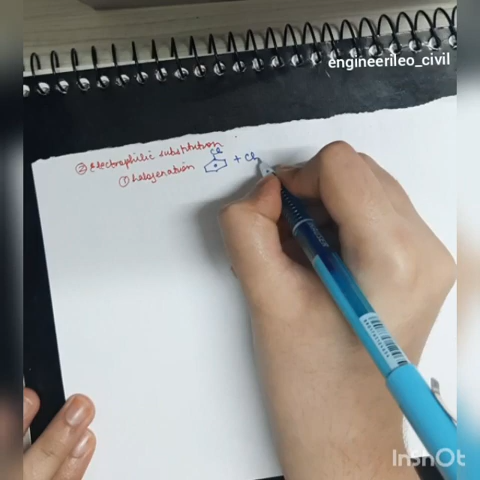 engineerileo_civil
② Electrophilic substitution
① halogenation
Cl
+ Cl
InShOt